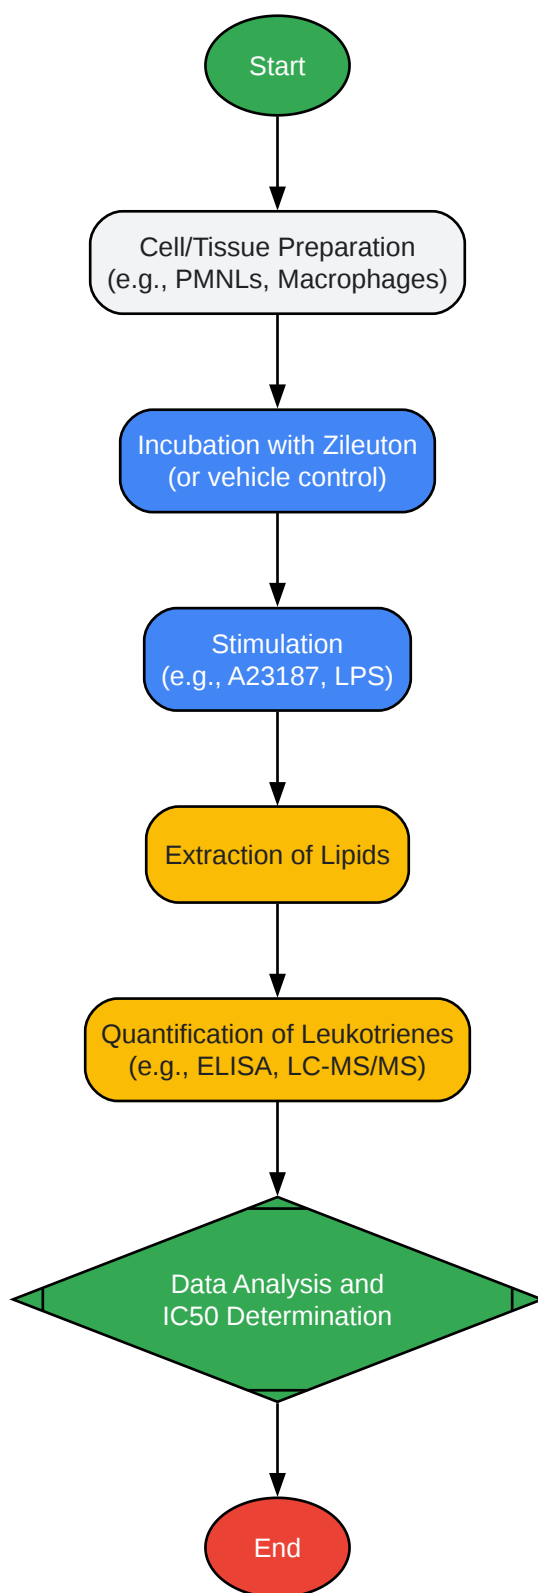 Start
Cell/Tissue Preparation
(e.g., PMNLs, Macrophages)
Incubation with Zileuton
(or vehicle control)
Stimulation
(e.g., A23187, LPS)
Extraction of Lipids
Quantification of Leukotrienes
(e.g., ELISA, LC-MS/MS)
Data Analysis and
IC50 Determination
End